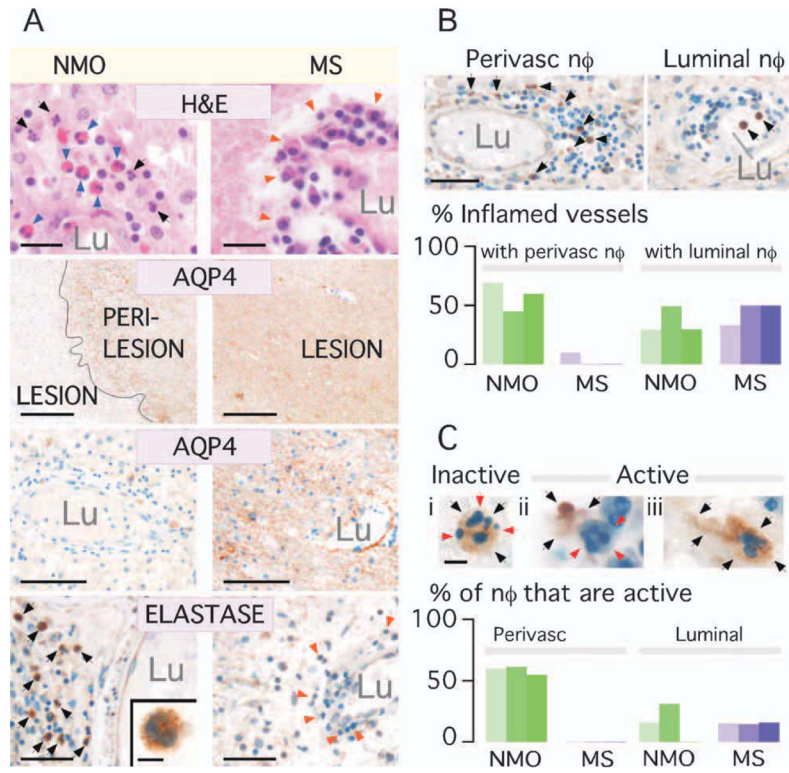 A
NMO
MS
H&E
Lu
Lu
AQP4
PERI-
LESION
LESION
LESION
AQP4
Lu
Lu
ELASTASE
Lu
Lu
B
Perivasc nϕ
Luminal nϕ
Lu
Lu
% Inflamed vessels
100
with perivasc nϕ
with luminal nϕ
50
0
NMO
MS
NMO
MS
C
Inactive
Active
i
ii
iii
% of nϕ that are active
100
Perivasc
Luminal
50
0
NMO
MS
NMO
MS